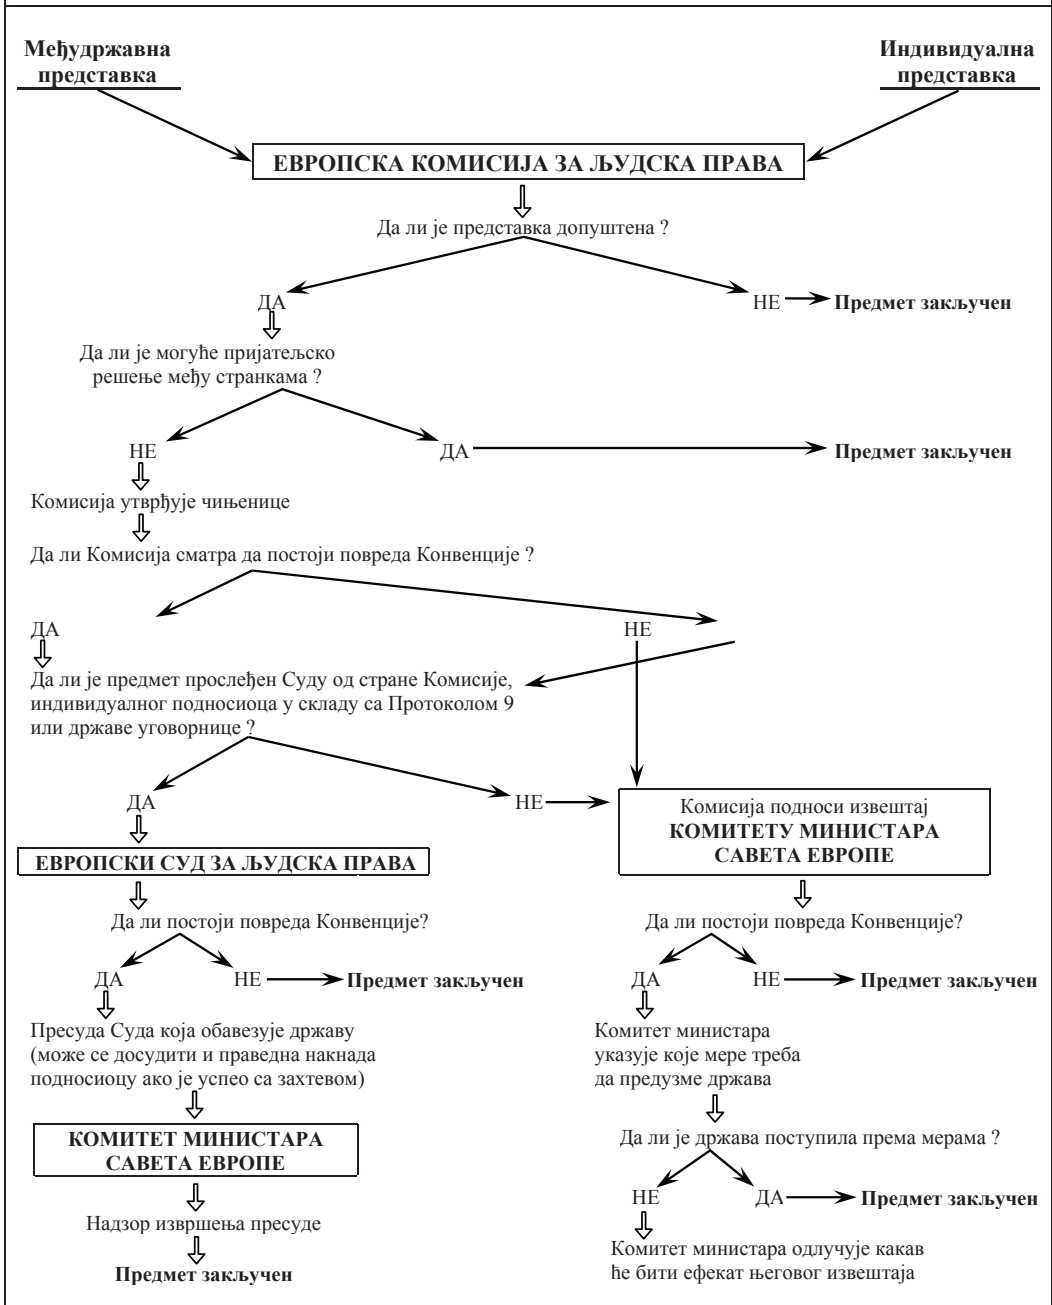 Међудржавна
представка
Индивидуална
представка
ЕВРОПСКА КОМИСИЈА ЗА ЉУДСКА ПРАВА
Да ли је представка допуштена ?
ДА
НЕ
Предмет закључен
Да ли је могуће пријатељско
решење међу странкама ?
НЕ
ДА
Предмет закључен
Комисија утврђује чињенице
Да ли Комисија сматра да постоји повреда Конвенције ?
ДА
НЕ
Да ли је предмет прослеђен Суду од стране Комисије,
индивидуалног подносиоца у складу са Протоколом 9
или државе уговорнице ?
ДА
НЕ
Комисија подноси извештај
КОМИТЕТУ МИНИСТАРА
САВЕТА ЕВРОПЕ
ЕВРОПСКИ СУД ЗА ЉУДСКА ПРАВА
Да ли постоји повреда Конвенције?
ДА
НЕ
Предмет закључен
Пресуда Суда која обавезује државу
(може се досудити и праведна накнада
подносиоцу ако је успео са захтевом)
КОМИТЕТ МИНИСТАРА
САВЕТА ЕВРОПЕ
Надзор извршења пресуде
Предмет закључен
Да ли постоји повреда Конвенције?
ДА
НЕ
Предмет закључен
Комитет министара
указује које мере треба
да предузме држава
Да ли је држава поступила према мерама ?
НЕ
ДА
Предмет закључен
Комитет министара одлучује какав
ће бити ефекат његовог извештаја